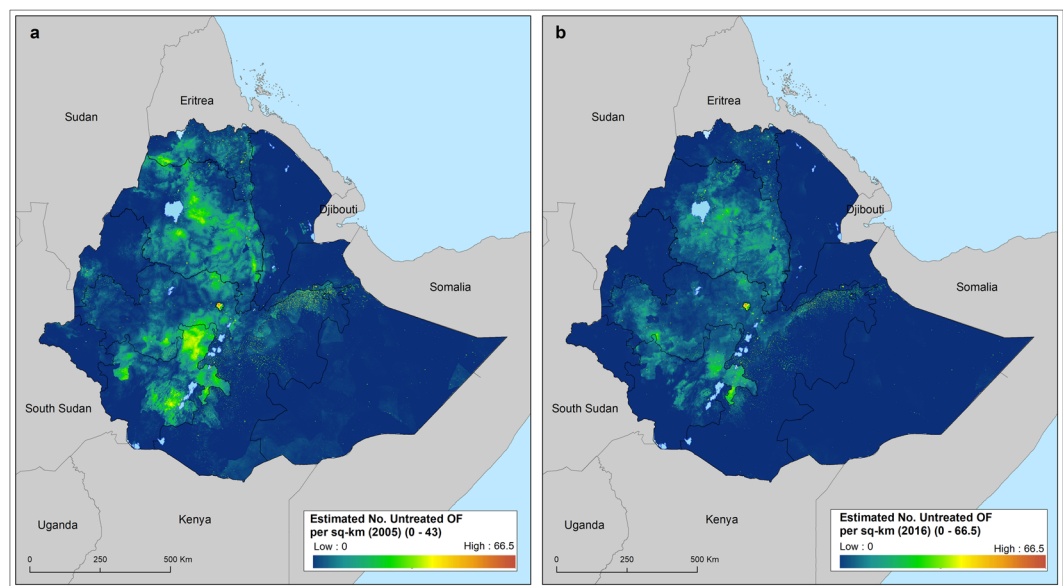 a
Eritrea
Sudan
Djibouti
Somalia
South Sudan
Uganda
Kenya
Estimated No. Untreated OF
per sq-km (2005) (0 - 43)
Low : 0 High : 66.5
0 250 500 Km
b
Eritrea
Sudan
Djibouti
Somalia
South Sudan
Uganda
Kenya
Estimated No. Untreated OF
per sq-km (2016) (0 - 66.5)
Low : 0 High : 66.5
0 250 500 Km